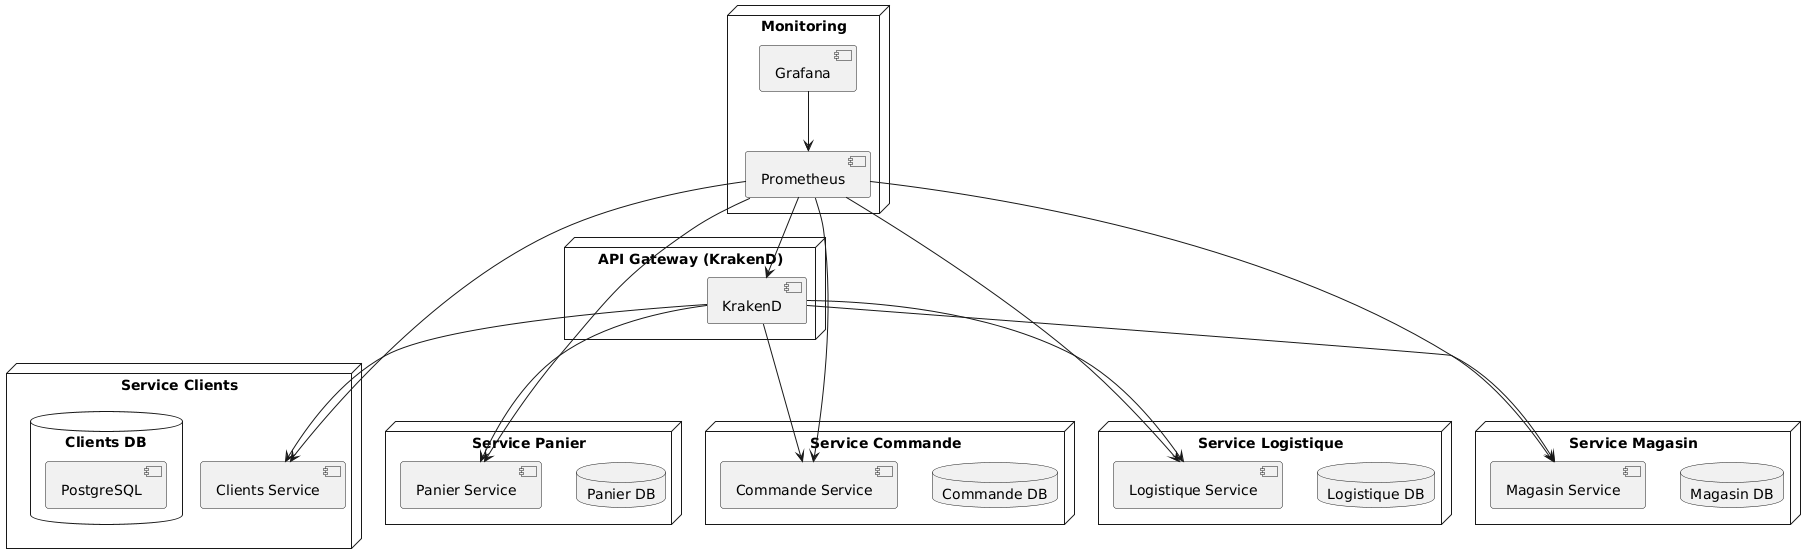 Monitoring
Grafana
Prometheus
API Gateway (KrakenD)
KrakenD
Service Clients
Clients DB
PostgreSQL
Clients Service
Service Panier
Panier Service
Panier DB
Service Commande
Commande Service
Commande DB
Service Logistique
Logistique Service
Logistique DB
Service Magasin
Magasin Service
Magasin DB